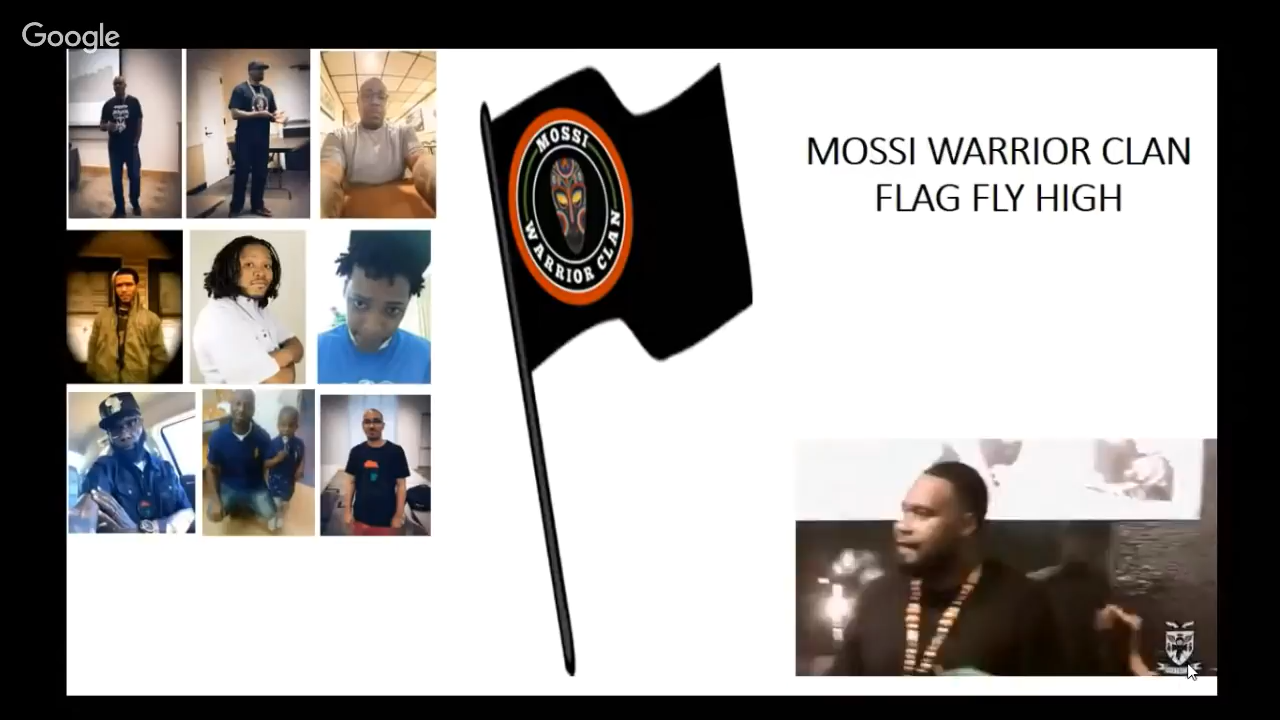 Google
MOSSI
WARRIOR CLAN
MOSSI WARRIOR CLAN
FLAG FLY HIGH